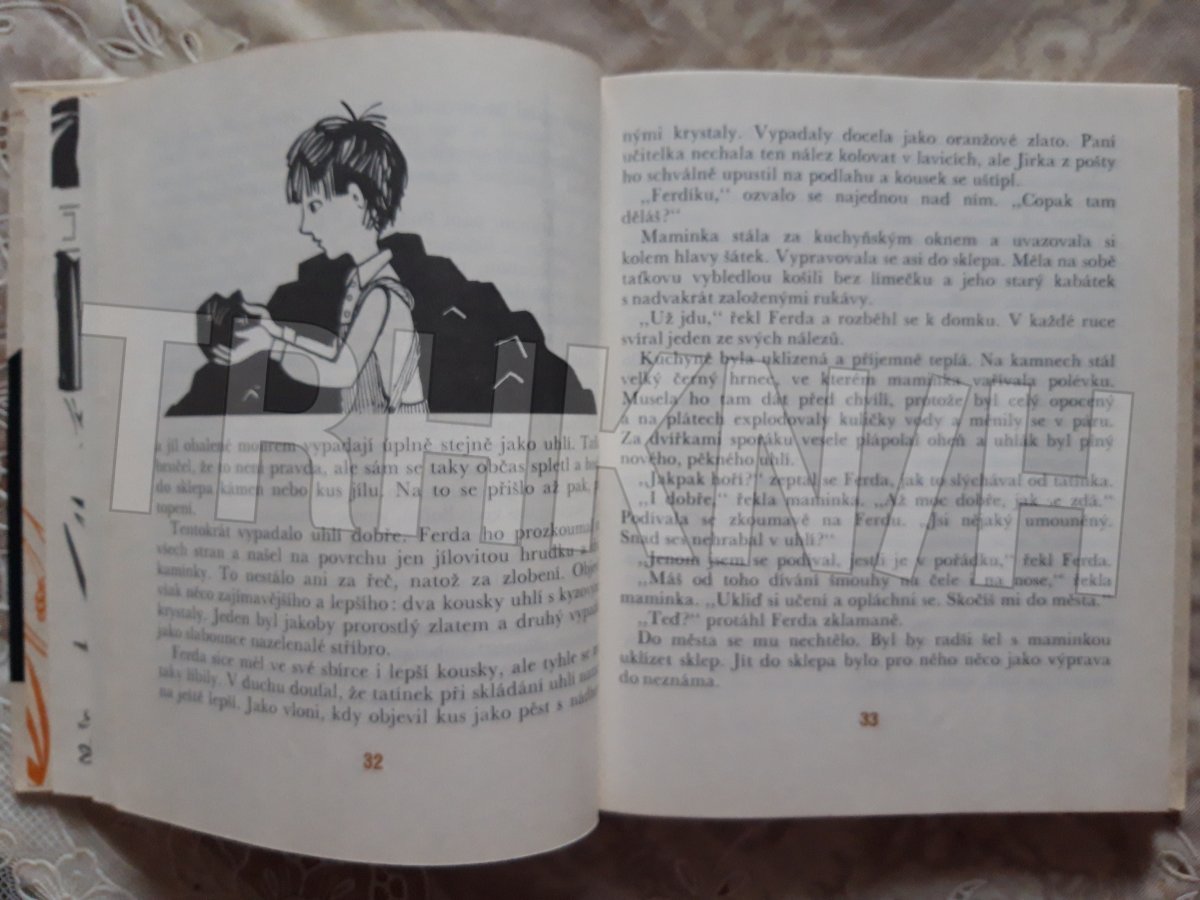 a jíl obalené mourem vypadají úplně stejně jako uhlí.
bručel, že to není pravda, ale sám se taky občas spletl a
do sklepa kámen nebo kus jílu. Na to se přišlo až pak,
topení.
Tentokrát vypadalo uhlí dobře. Ferda ho prozkoumal
všech stran a našel na povrchu jen jílovitou hrudku a
kamínky. To nestálo ani za řeč, natož za zlobení.
však něco zajímavějšího a lepšího: dva kousky uhlí s
krystaly. Jeden byl jakoby prorostlý zlatem a druhý
jako slabounce nazelenalé stříbro.
Ferda sice měl ve své sbírce i lepší kousky, ale tyhle se
taky líbily. V duchu doufal, že tatínek při skládání uhlí
na ještě lepší. Jako vloni, kdy objevil kus jako pěst s
32
nými krystaly. Vypadaly docela jako oranžové zlato. Paní
učitelka nechala ten nález kolovat v lavicích, ale Jirka z pošty
ho schválně upustil na podlahu a kousek se uštípl.
„Ferdíku,“ ozvalo se najednou nad ním. „Copak tam
děláš?“
Maminka stála za kuchyňským oknem a uvazovala si
kolem hlavy šátek. Vypravovala se asi do sklepa. Měla na sobě
taťkovu vybledlou košili bez límečku a jeho starý kabátek
s nadvakrát založenými rukávy.
„Už jdu,“ řekl Ferda a rozběhl se k domku. V každé ruce
svíral jeden ze svých nálezů.
Kuchyně byla uklizená a příjemně teplá. Na kamnech stál
velký černý hrnec, ve kterém maminka vařívala polévku.
Musela ho tam dát před chvílí, protože byl celý opocený
a na plátech explodovaly kuličky vody a měnily se v páru.
Za dvířkami sporáku vesele plápolal oheň a uhlák byl plný
nového, pěkného uhlí.
„Jakpak hoří?“ zeptal se Ferda, jak to slýchával od tatínka.
„I dobře,“ řekla maminka. „Až moc dobře, jak se zdá.“
Podívala se zkoumavě na Ferdu. „Jsi nějaký umouněný.
Snad ses nehrabal v uhlí?“
„Jenom jsem se podíval, jestli je v pořádku,“ řekl Ferda.
„Máš od toho dívání šmouhy na čele i na nose,“ řekla
maminka. „Ukliď si učení a opláchni se. Skočíš mi do města.“
„Teď?“ protáhl Ferda zklamaně.
Do města se mu nechtělo. Byl by radši šel s maminkou
uklízet sklep. Jít do sklepa bylo pro něho něco jako výprava
do neznáma.
33
TRHKNIH